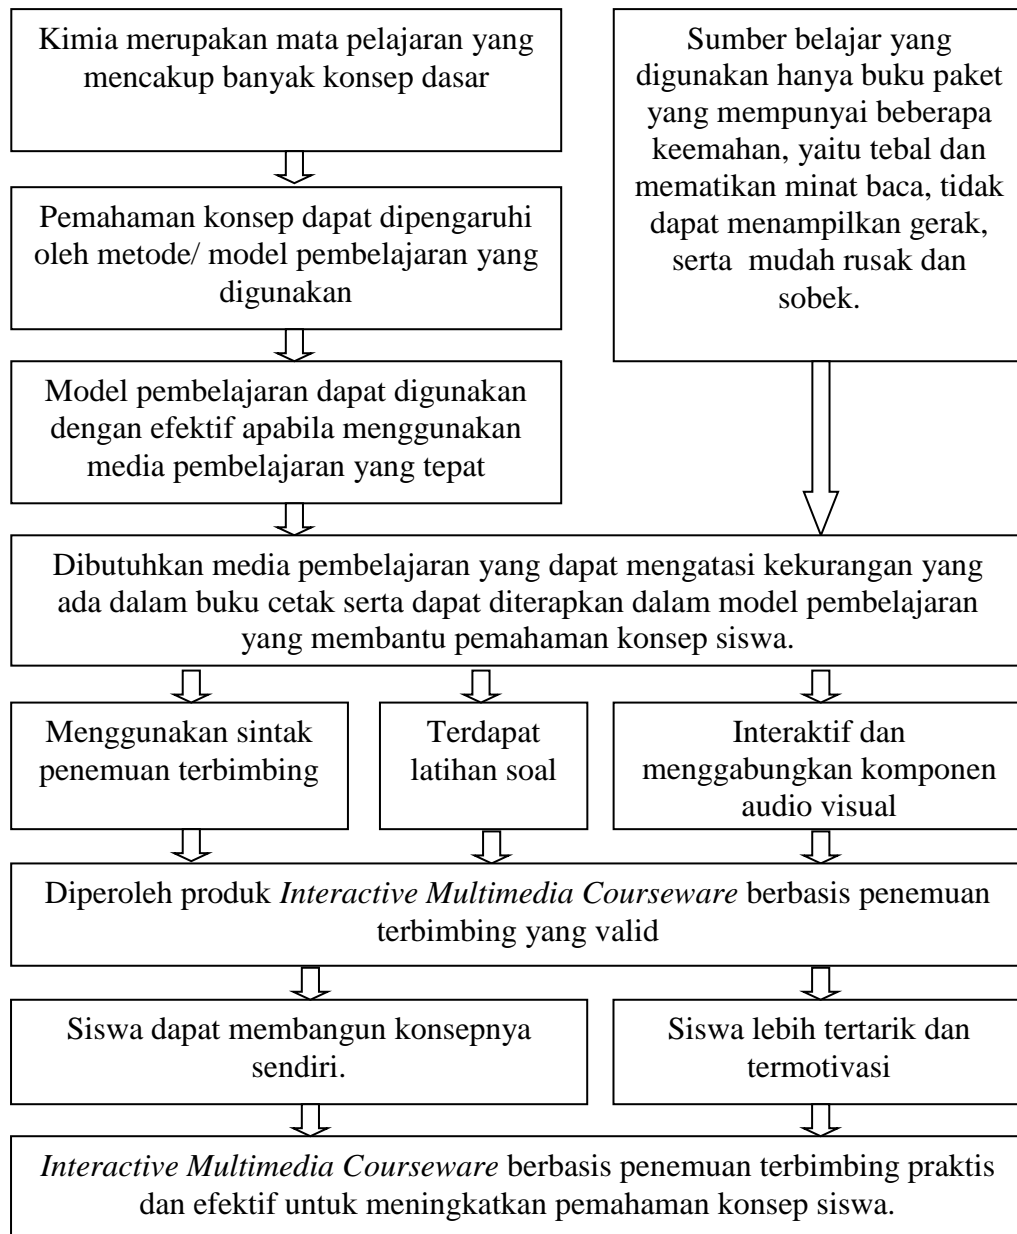 Kimia merupakan mata pelajaran yang
mencakup banyak konsep dasar
Pemahaman konsep dapat dipengaruhi
oleh metode/ model pembelajaran yang
digunakan
Model pembelajaran dapat digunakan
dengan efektif apabila menggunakan
media pembelajaran yang tepat
Sumber belajar yang
digunakan hanya buku paket
yang mempunyai beberapa
keemahan, yaitu tebal dan
mematikan minat baca, tidak
dapat menampilkan gerak,
serta mudah rusak dan
sobek.
Dibutuhkan media pembelajaran yang dapat mengatasi kekurangan yang
ada dalam buku cetak serta dapat diterapkan dalam model pembelajaran
yang membantu pemahaman konsep siswa.
Menggunakan sintak
penemuan terbimbing
Terdapat
latihan soal
Interaktif dan
menggabungkan komponen
audio visual
Diperoleh produk Interactive Multimedia Courseware berbasis penemuan
terbimbing yang valid
Siswa dapat membangun konsepnya
sendiri.
Siswa lebih tertarik dan
termotivasi
Interactive Multimedia Courseware berbasis penemuan terbimbing praktis
dan efektif untuk meningkatkan pemahaman konsep siswa.